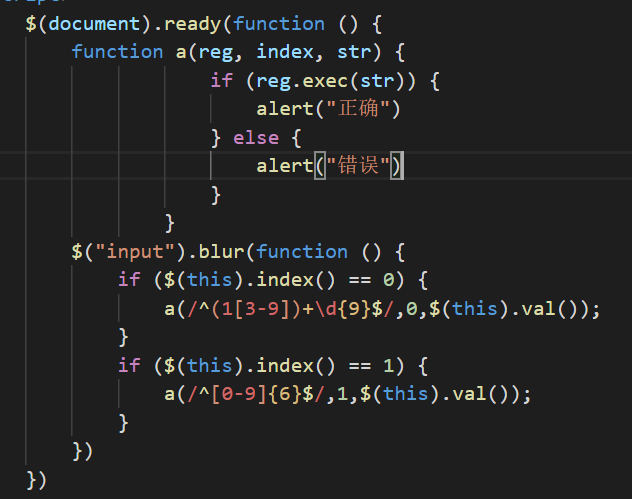 $(document).ready(function () {
function a(reg, index, str) {
if (reg.exec(str)) {
alert("正确")
} else {
alert("错误")
}
}
$("input").blur(function () {
if ($(this).index() == 0) {
a(/^(1[3-9])+\d{9}$/,0,$(this).val());
}
if ($(this).index() == 1) {
a(/^[0-9]{6}$/,1,$(this).val());
}
})
})